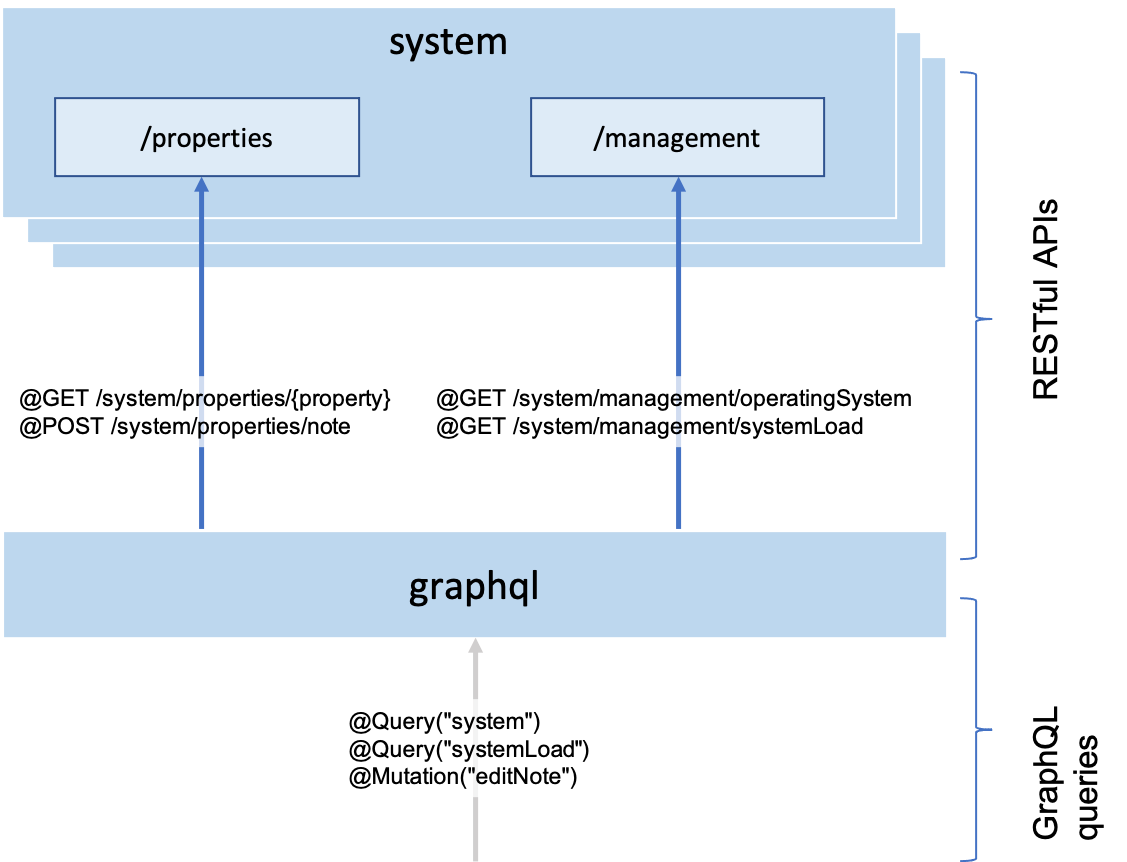 system
/properties
/management
@GET /system/properties/{property}
@POST /system/properties/note
@GET /system/management/operatingSystem
@GET /system/management/systemLoad
RESTful APIs
graphql
@Query("system")
@Query("systemLoad")
@Mutation("editNote")
GraphQL
queries